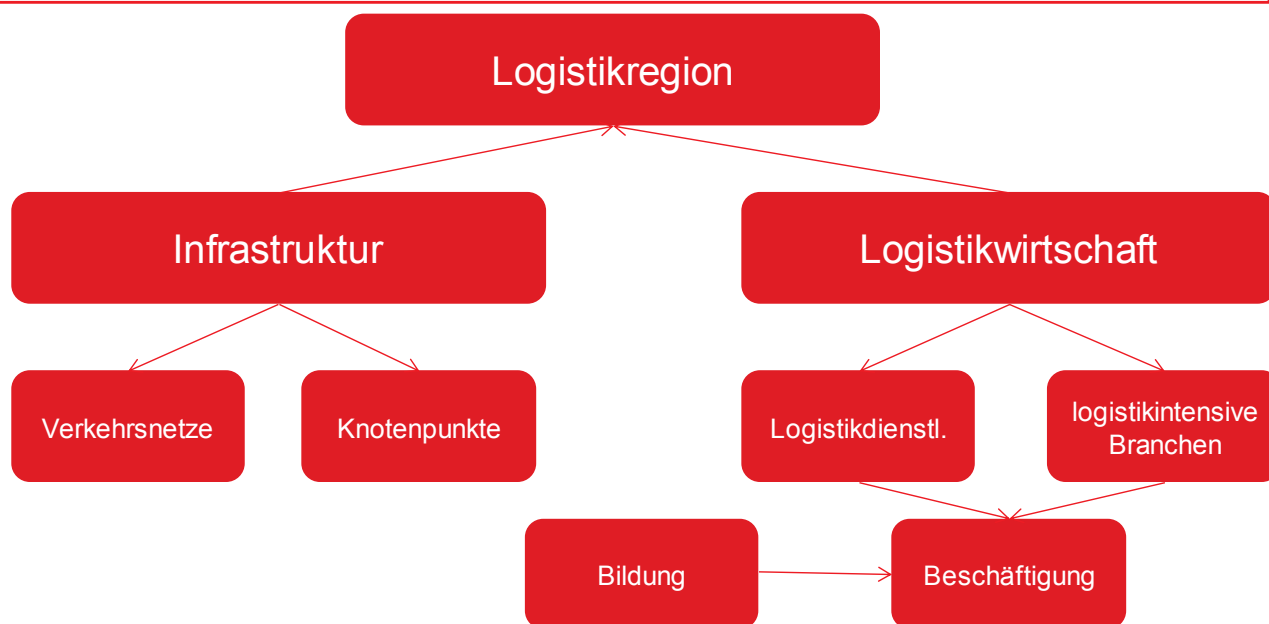 Logistikregion
Infrastruktur
Logistikwirtschaft
Verkehrsnetze
Knotenpunkte
Logistikdienstl.
logistikintensive
Branchen
Bildung
Beschäftigung